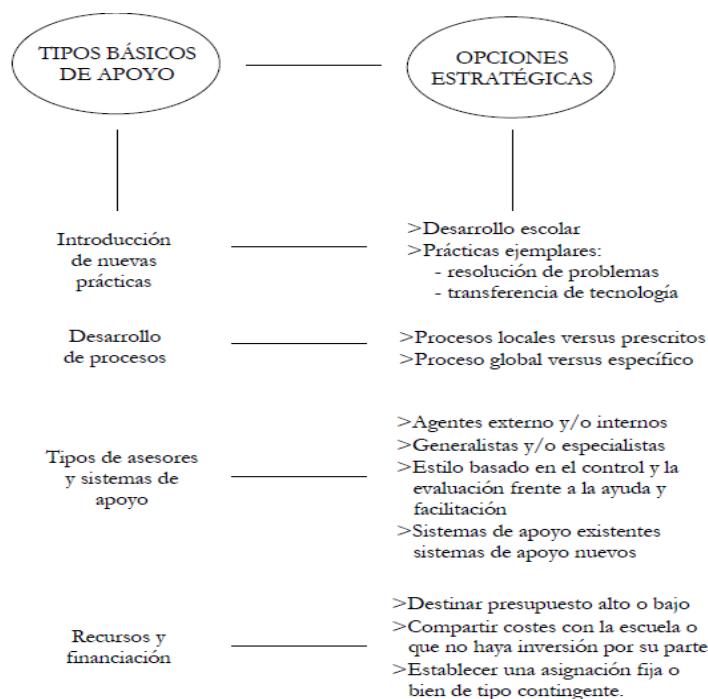 TIPOS BÁSICOS
DE APOYO
OPCIONES
ESTRATÉGICAS
Introducción
de nuevas
prácticas
>Desarrollo escolar
>Prácticas ejemplares:
- resolución de problemas
- transferencia de tecnología
Desarrollo
de procesos
>Procesos locales versus prescritos
>Proceso global versus específico
Tipos de asesores
y sistemas de
apoyo
>Agentes externo y/o internos
>Generalistas y/o especialistas
>Estilo basado en el control y la
evaluación frente a la ayuda y
facilitación
>Sistemas de apoyo existentes
sistemas de apoyo nuevos
Recursos y
financiación
>Destinar presupuesto alto o bajo
>Compartir costes con la escuela o
que no haya inversión por su parte
>Establecer una asignación fija o
bien de tipo contingente.